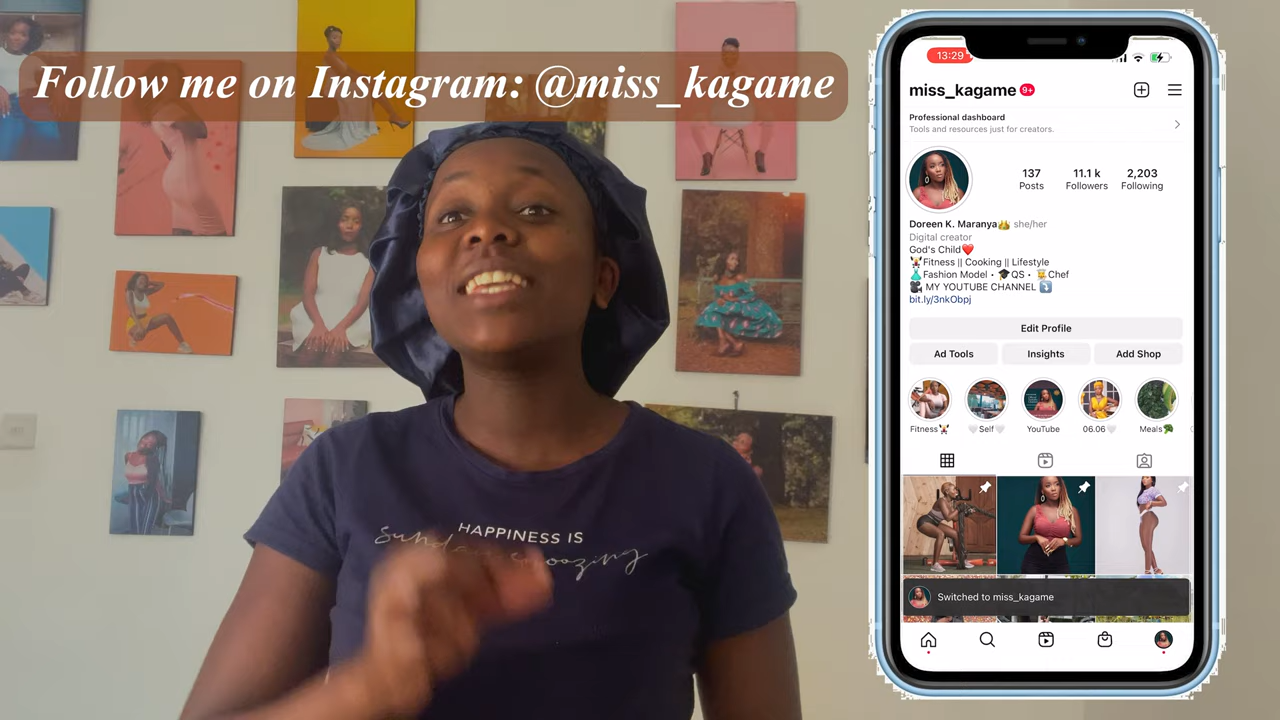 Follow me on Instagram: @miss_kagame
HAPPINESS IS
13:29
miss_kagame 9+
Professional dashboard
Tools and resources just for creators.
137 11.1 k 2,203
Posts Followers Following
Doreen K. Maranya👑 she/her
Digital creator
God's Child❤️
🏋️Fitness || Cooking || Lifestyle
👗Fashion Model • 🎓QS • 👩‍🍳Chef
🎥 MY YOUTUBE CHANNEL ⤵️
bit.ly/3nkObpj
Edit Profile
Ad Tools Insights Add Shop
Fitness🏋️ 🤍Self🤍 YouTube 06.06🤍 Meals🥦
Switched to miss_kagame